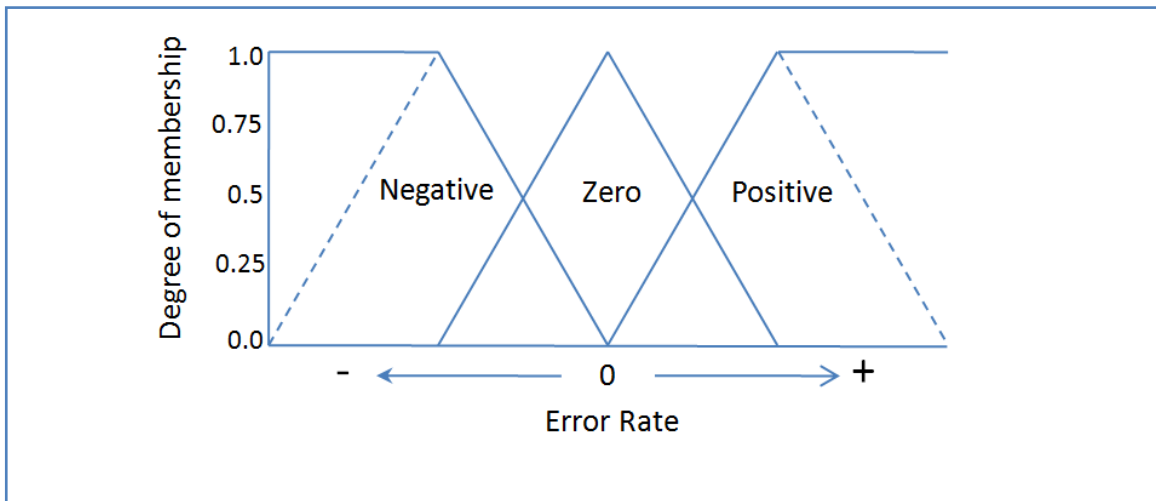 Degree of membership
1.0
0.75
0.5
0.25
0.0
Negative
Zero
Positive
- 0 +
Error Rate